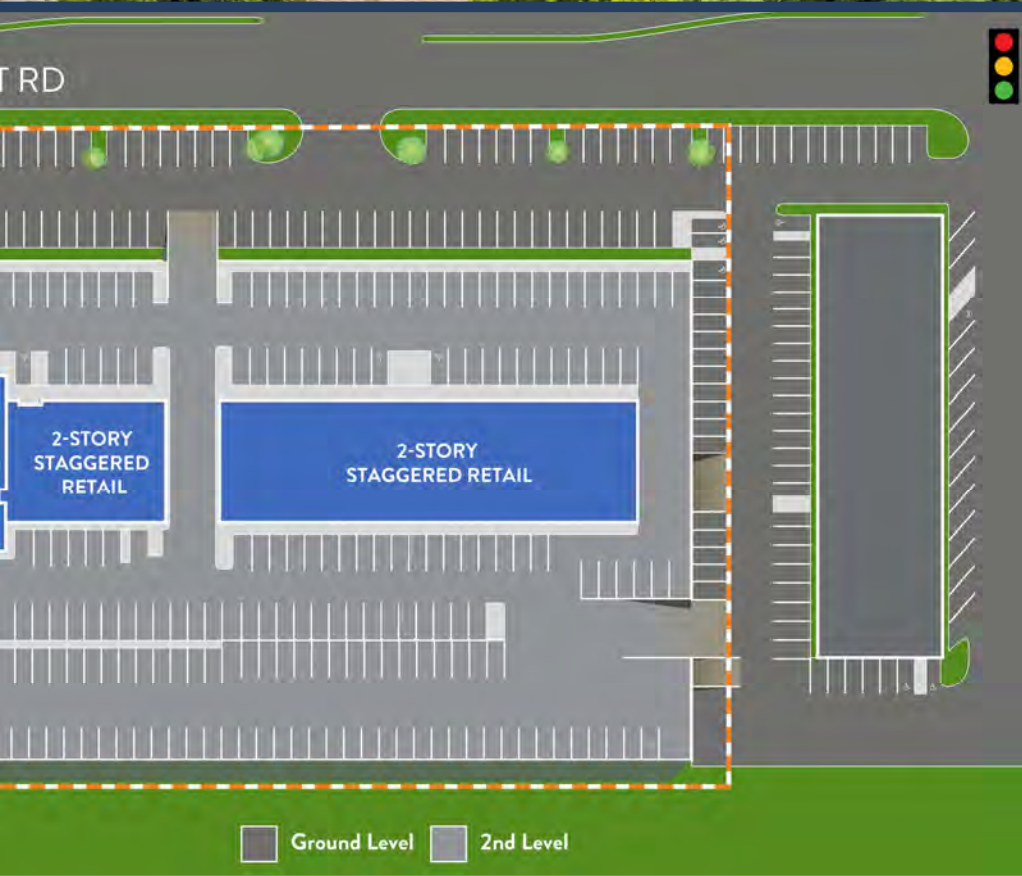 T RD
2-STORY
STAGGERED
RETAIL
2-STORY
STAGGERED RETAIL
Ground Level
2nd Level